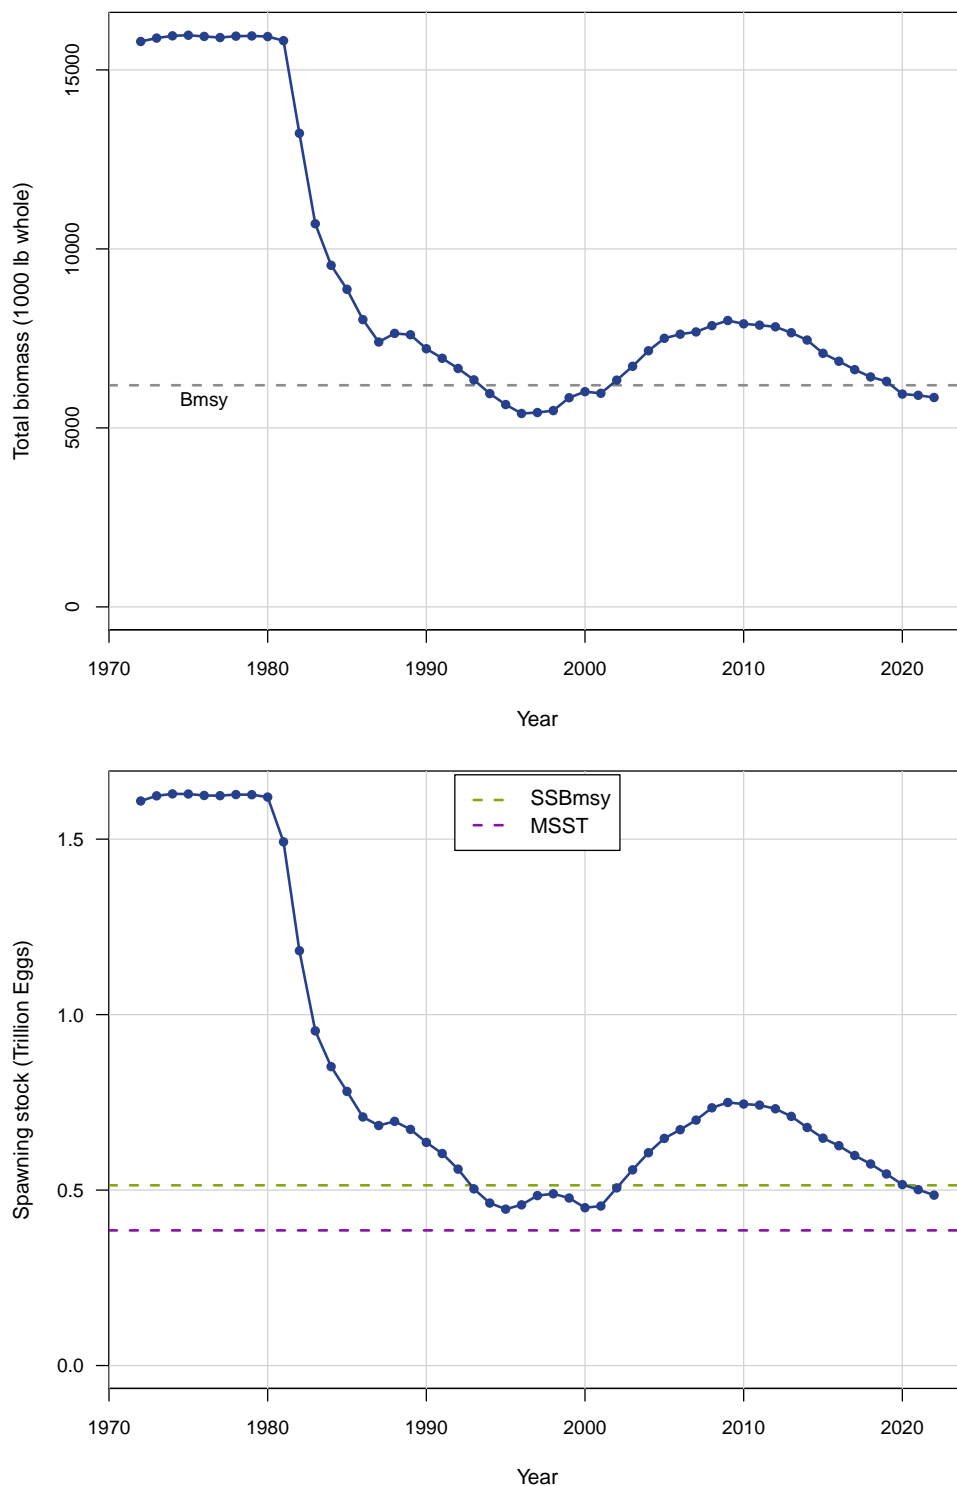 Total biomass (1000 lb whole)
15000
10000
5000
0
Bmsy
1970 1980 1990 2000 2010 2020
Year
Spawning stock (Trillion Eggs)
1.5
1.0
0.5
0.0
SSBmsy
MSST
1970 1980 1990 2000 2010 2020
Year